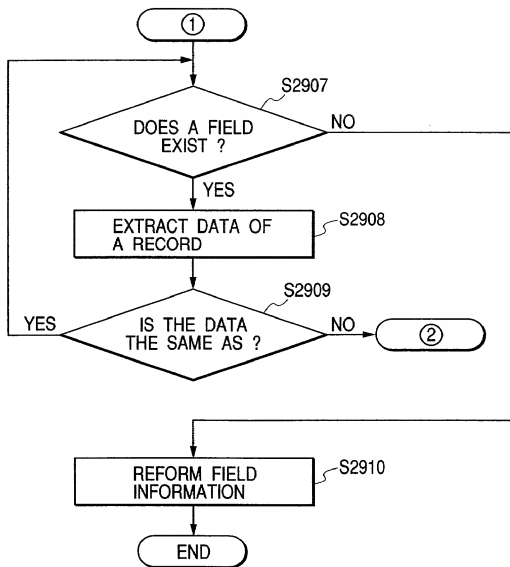 ①
S2907
DOES A FIELD
EXIST ?
NO
YES
EXTRACT DATA OF
A RECORD
S2908
S2909
YES
IS THE DATA
THE SAME AS ?
NO
②
REFORM FIELD
INFORMATION
S2910
END